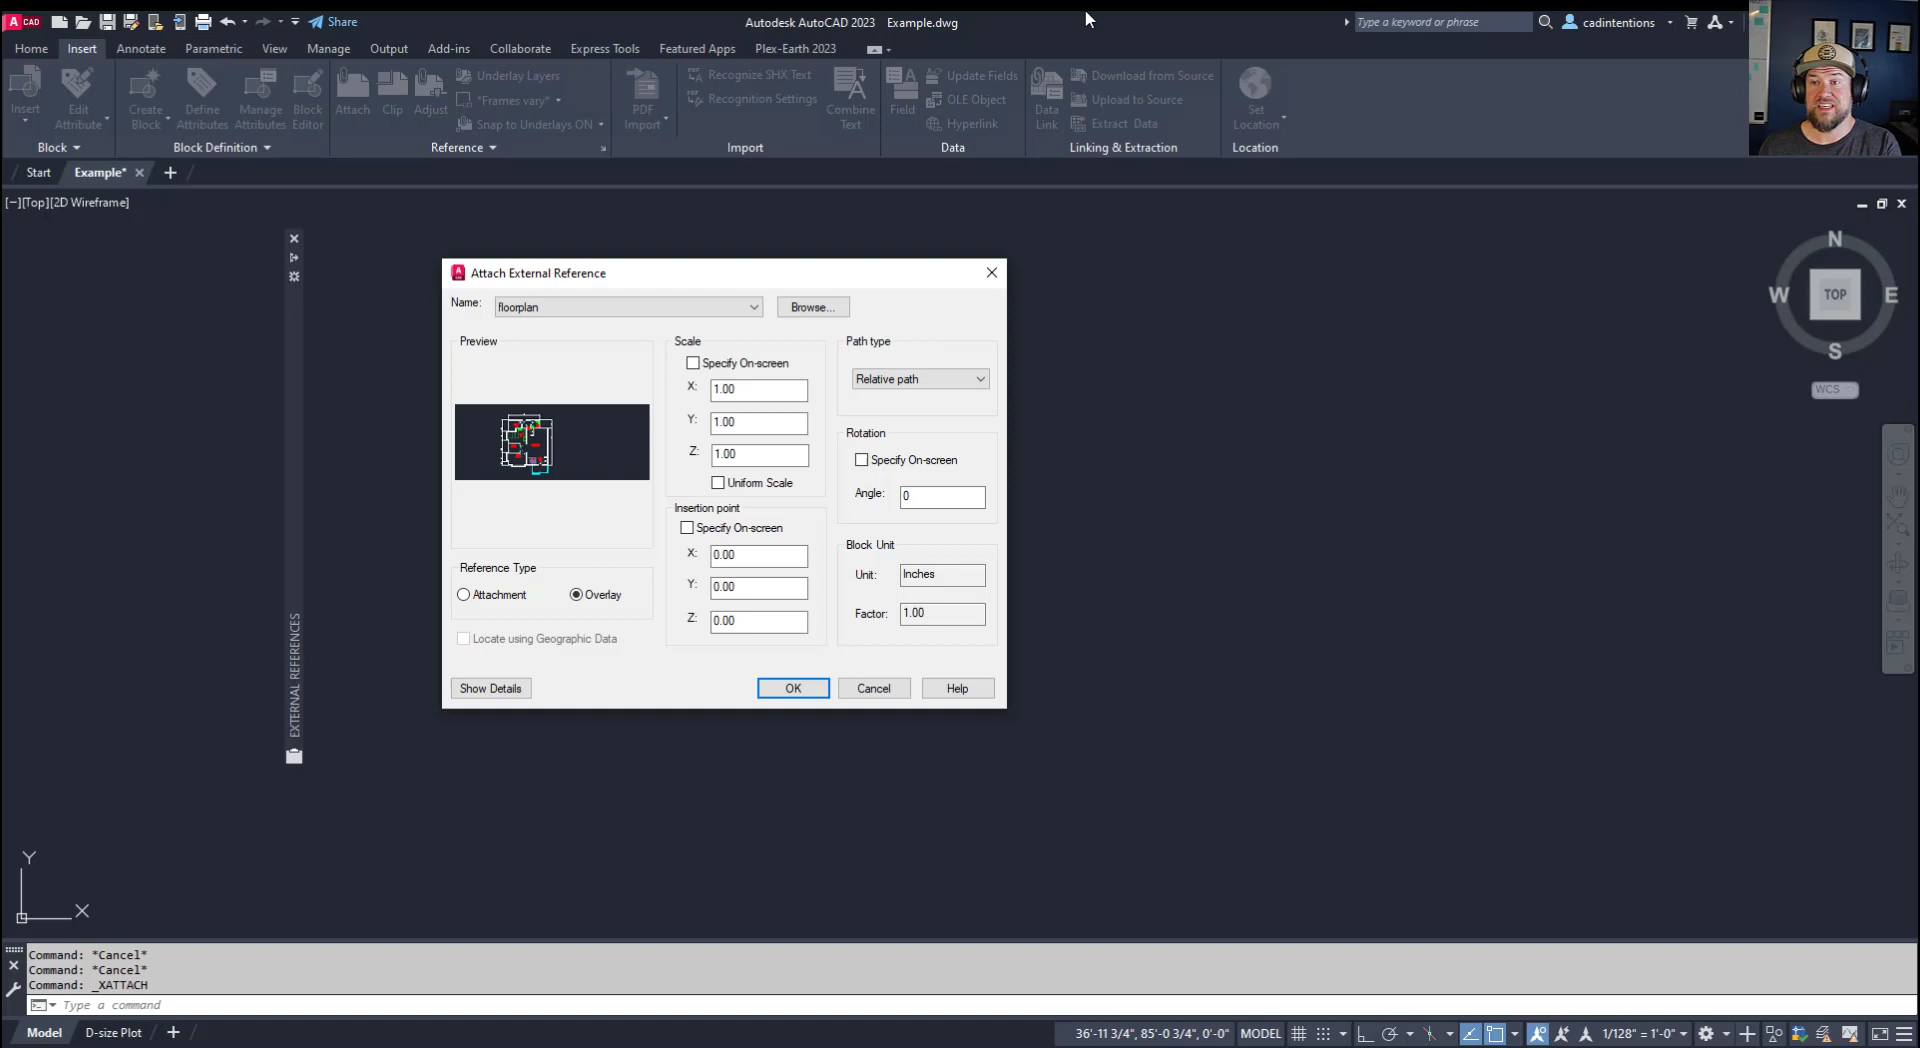 A CAD
Share
Autodesk AutoCAD 2023 Example.dwg
Type a keyword or phrase
cadintentions
Home Insert Annotate Parametric View Manage Output Add-ins Collaborate Express Tools Featured Apps Plex-Earth 2023
Insert
Edit Attribute
Create Block
Define Attributes
Manage Attributes
Block Editor
Attach
Clip
Adjust
Underlay Layers
*Frames vary*
Snap to Underlays ON
PDF Import
Recognize SHX Text
Recognition Settings
Combine Text
Field
Update Fields
OLE Object
Hyperlink
Data Link
Download from Source
Upload to Source
Extract Data
Set Location
Block Block Definition Reference Import Data Linking & Extraction Location
Start Example*
[−][Top][2D Wireframe]
N
W TOP E
S
WCS
EXTERNAL REFERENCES
Attach External Reference
Name: floorplan Browse...
Preview
Scale
Specify On-screen
X: 1.00
Y: 1.00
Z: 1.00
Uniform Scale
Insertion point
Specify On-screen
X: 0.00
Y: 0.00
Z: 0.00
Path type
Relative path
Rotation
Specify On-screen
Angle: 0
Block Unit
Unit: Inches
Factor: 1.00
Reference Type
Attachment Overlay
Locate using Geographic Data
Show Details OK Cancel Help
Y
X
Command: *Cancel*
Command: *Cancel*
Command: _XATTACH
Type a command
Model D-size Plot
36'-11 3/4", 85'-0 3/4", 0'-0" MODEL 1/128" = 1'-0"